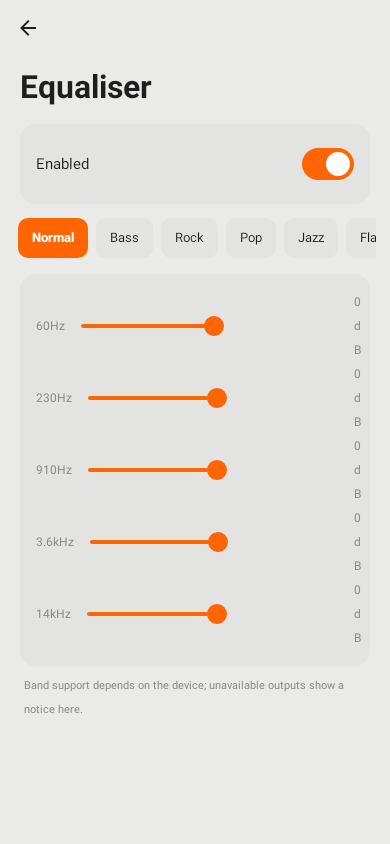 Equaliser
Enabled
Normal Bass Rock Pop Jazz Fla
0
60Hz d
B
0
230Hz d
B
0
910Hz d
B
0
3.6kHz d
B
0
14kHz d
B
Band support depends on the device; unavailable outputs show a
notice here.